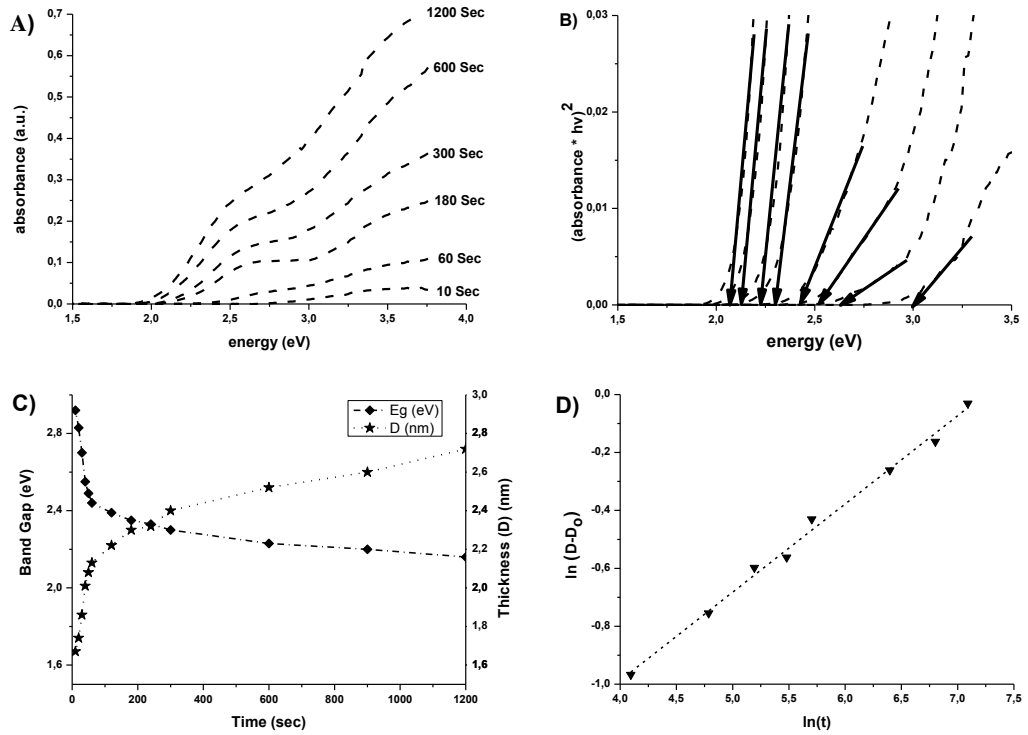 A)
0,7
0,6
0,5
0,4
0,3
0,2
0,1
0,0
absorbance (a.u.)
1200 Sec
600 Sec
300 Sec
180 Sec
60 Sec
10 Sec
1,5 2,0 2,5 3,0 3,5 4,0
energy (eV)
B)
0,03
0,02
0,01
0,00
(absorbance * hv)²
1,5 2,0 2,5 3,0 3,5
energy (eV)
C)
2,8
2,4
2,0
1,6
Band Gap (eV)
Eg (eV)
D (nm)
3,0
2,8
2,6
2,4
2,2
2,0
1,8
1,6
Thickness (D) (nm)
0 200 400 600 800 1000 1200
Time (sec)
D)
0,0
-0,2
-0,4
-0,6
-0,8
-1,0
ln (D-Do)
4,0 4,5 5,0 5,5 6,0 6,5 7,0 7,5
ln(t)